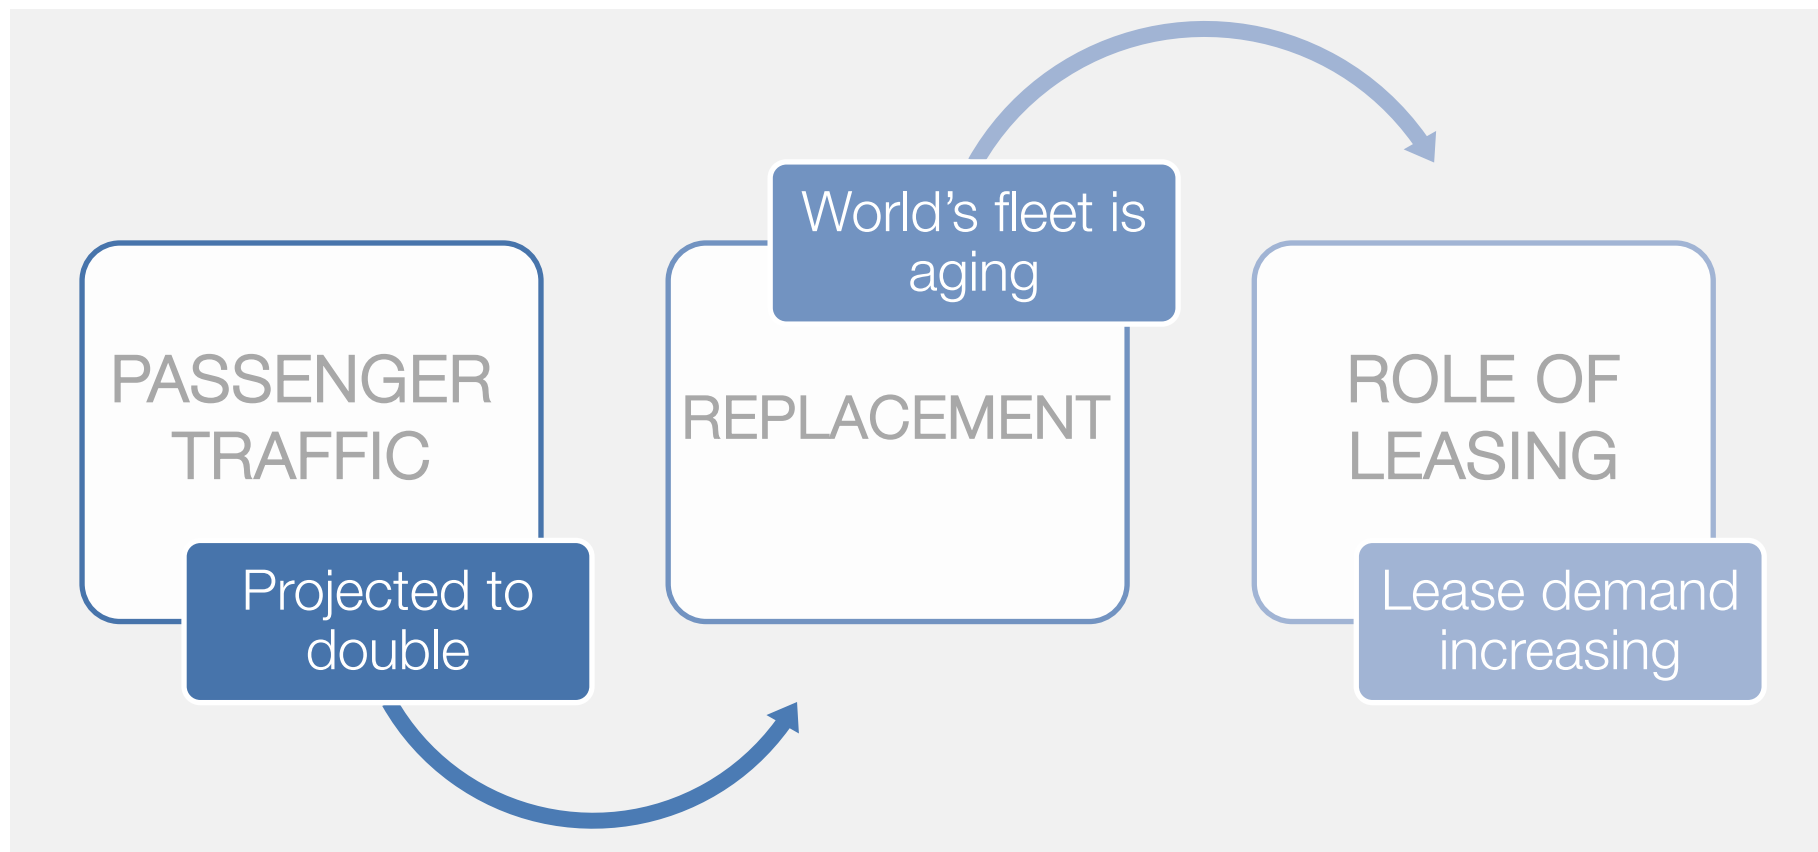 PASSENGER
TRAFFIC
Projected to
double
World’s fleet is
aging
REPLACEMENT
ROLE OF
LEASING
Lease demand
increasing